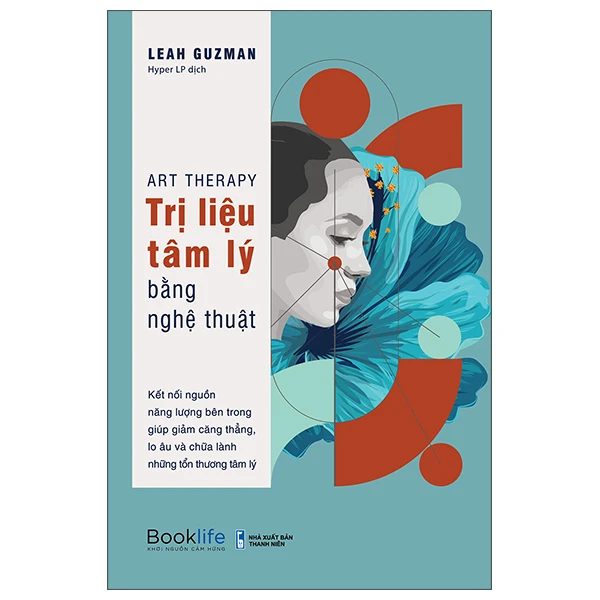 LEAH GUZMAN
Hyper LP dịch
ART THERAPY
Trị liệu
tâm lý
bằng
nghệ thuật
Kết nối nguồn
năng lượng bên trong
giúp giảm căng thẳng,
lo âu và chữa lành
những tổn thương tâm lý
Booklife
KHƠI NGUỒN CẢM HỨNG
NHÀ XUẤT BẢN
THANH NIÊN